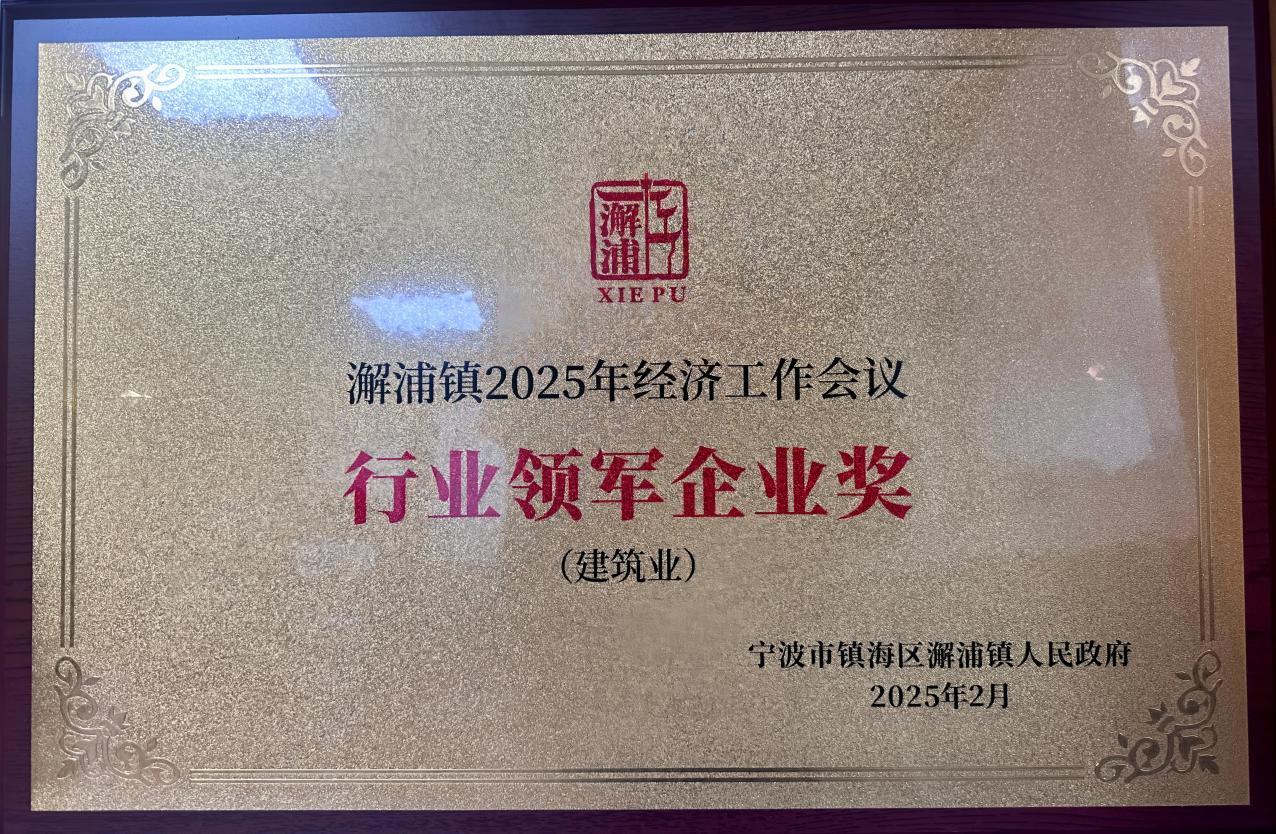 澥浦
XIE PU
澥浦镇2025年经济工作会议
行业领军企业奖
（建筑业）
宁波市镇海区澥浦镇人民政府
2025年2月